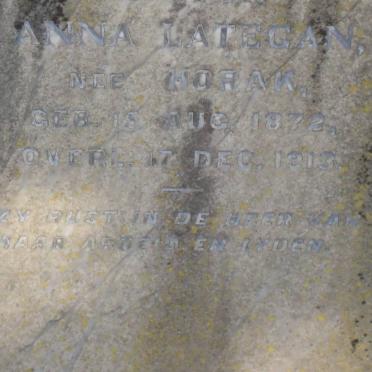 ANNA LATEGAN,
NEE HORAK,
GEB. 15 AUG. 1872,
OVERL. 17 DEC. 1913.
ZY RUST IN DE HEER VAN
HAAR ARBEID EN LYDEN.